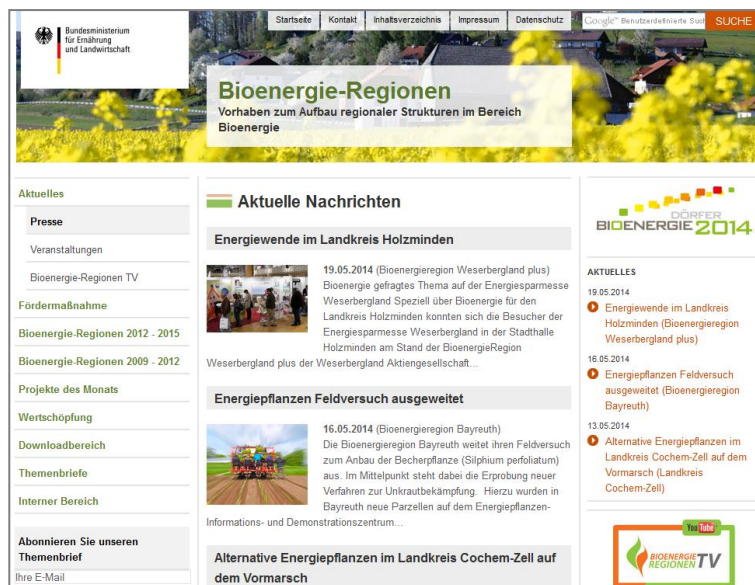 Bundesministerium
für Ernährung
und Landwirtschaft
Startseite
Kontakt
Inhaltsverzeichnis
Impressum
Datenschutz
Google™ Benutzerdefinierte Suc
SUCHE
Bioenergie-Regionen
Vorhaben zum Aufbau regionaler Strukturen im Bereich
Bioenergie
Aktuelles
Presse
Veranstaltungen
Bioenergie-Regionen TV
Fördermaßnahme
Bioenergie-Regionen 2012 - 2015
Bioenergie-Regionen 2009 - 2012
Projekte des Monats
Wertschöpfung
Downloadbereich
Themenbriefe
Interner Bereich
Abonnieren Sie unseren
Themenbrief
Ihre E-Mail
Aktuelle Nachrichten
Energiewende im Landkreis Holzminden
19.05.2014 (Bioenergieregion Weserbergland plus)
Bioenergie gefragtes Thema auf der Energiesparmesse
Weserbergland Speziell über Bioenergie für den
Landkreis Holzminden konnten sich die Besucher der
Energiesparmesse Weserbergland in der Stadthalle
Holzminden am Stand der BioenergieRegion
Weserbergland plus der Weserbergland Aktiengesellschaft...
Energiepflanzen Feldversuch ausgeweitet
16.05.2014 (Bioenergieregion Bayreuth)
Die Bioenergieregion Bayreuth weitet ihren Feldversuch
zum Anbau der Becherpflanze (Silphium perfoliatum)
aus. Im Mittelpunkt steht dabei die Erprobung neuer
Verfahren zur Unkrautbekämpfung. Hierzu wurden in
Bayreuth neue Parzellen auf dem Energiepflanzen-
Informations- und Demonstrationszentrum...
Alternative Energiepflanzen im Landkreis Cochem-Zell auf
dem Vormarsch
DÖRFER
BIOENERGIE 2014
AKTUELLES
19.05.2014
Energiewende im Landkreis
Holzminden (Bioenergieregion
Weserbergland plus)
16.05.2014
Energiepflanzen Feldversuch
ausgeweitet (Bioenergieregion
Bayreuth)
13.05.2014
Alternative Energiepflanzen im
Landkreis Cochem-Zell auf dem
Vormarsch (Landkreis
Cochem-Zell)
YouTube
BIOENERGIE
REGIONEN TV